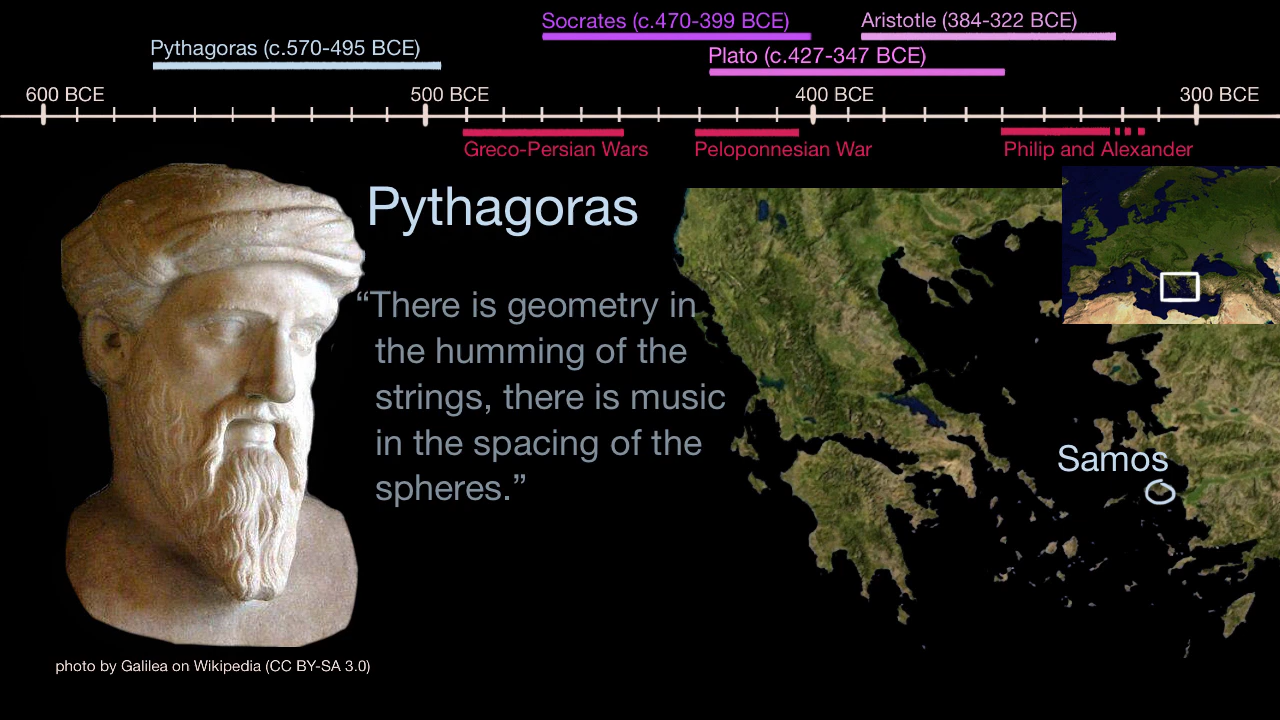 Socrates (c.470-399 BCE)
Aristotle (384-322 BCE)
Pythagoras (c.570-495 BCE)
Plato (c.427-347 BCE)
600 BCE
500 BCE
400 BCE
300 BCE
Greco-Persian Wars
Peloponnesian War
Philip and Alexander
Pythagoras
“There is geometry in
the humming of the
strings, there is music
in the spacing of the
spheres.”
Samos
photo by Galilea on Wikipedia (CC BY-SA 3.0)